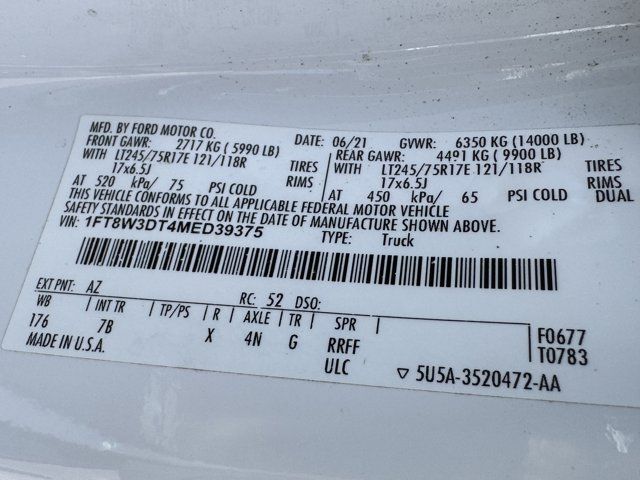 MFD. BY FORD MOTOR CO.
DATE: 06/21 GVWR: 6350 KG (14000 LB)
FRONT GAWR: 2717 KG (5990 LB)
REAR GAWR: 4491 KG (9900 LB)
WITH LT245/75R17E 121/118R TIRES
17x6.5J RIMS
AT 520 kPa/ 75 PSI COLD
WITH LT245/75R17E 121/118R TIRES
17x6.5J RIMS
AT 450 kPa/ 65 PSI COLD DUAL
THIS VEHICLE CONFORMS TO ALL APPLICABLE FEDERAL MOTOR VEHICLE
SAFETY STANDARDS IN EFFECT ON THE DATE OF MANUFACTURE SHOWN ABOVE.
VIN: 1FT8W3DT4MED39375
TYPE: Truck
EXT PNT: AZ RC: 52 DSO:
WB INT TR TP/PS R AXLE TR SPR
176 7B X 4N G RRFF
ULC
F0677
T0783
MADE IN U.S.A.
▽ 5U5A-3520472-AA